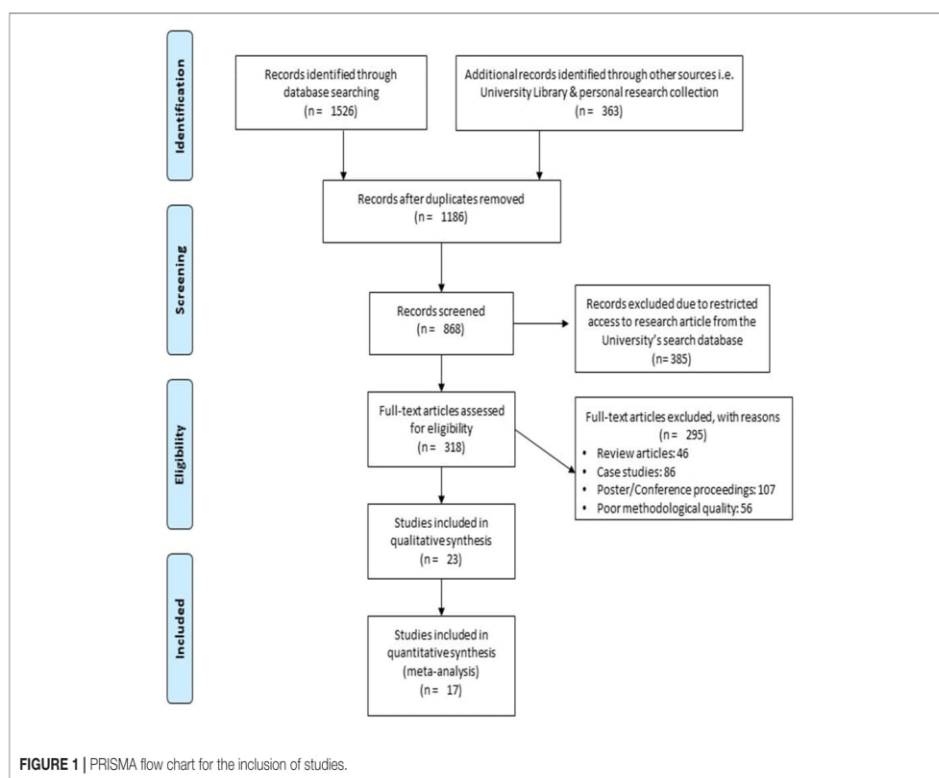 Identification
Records identified through
database searching
(n = 1526)
Additional records identified through other sources i.e.
University Library & personal research collection
(n = 363)
Records after duplicates removed
(n = 1186)
Screening
Records screened
(n = 868)
Records excluded due to restricted
access to research article from the
University's search database
(n= 385)
Eligibility
Full-text articles assessed
for eligibility
(n = 318)
Full-text articles excluded, with reasons
(n = 295)
• Review articles: 46
• Case studies: 86
• Poster/Conference proceedings: 107
• Poor methodological quality: 56
Studies included in
qualitative synthesis
(n = 23)
Included
Studies included in
quantitative synthesis
(meta-analysis)
(n = 17)
FIGURE 1 | PRISMA flow chart for the inclusion of studies.